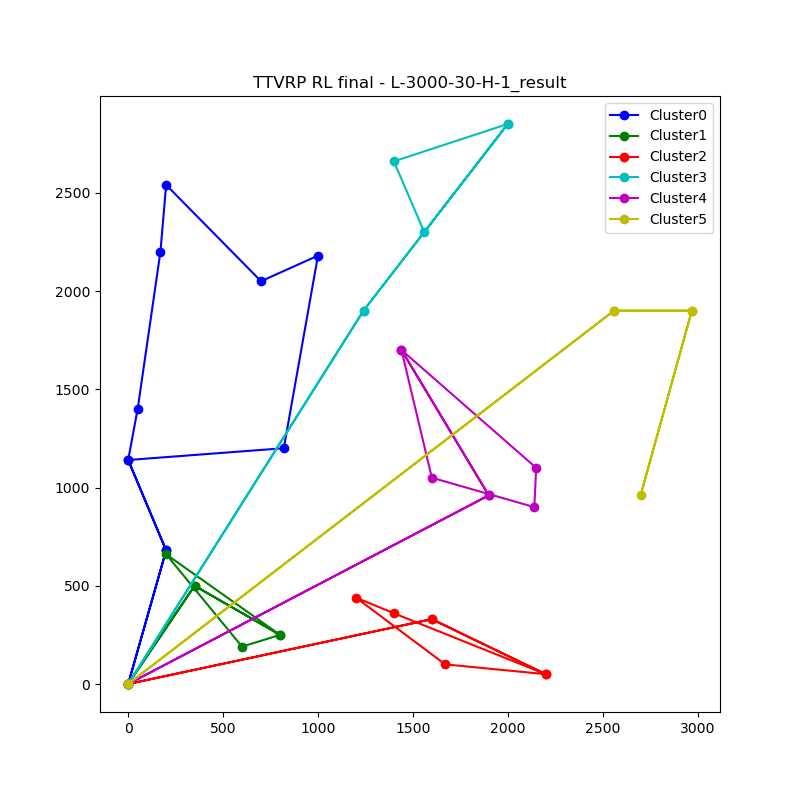 TTVRP RL final - L-3000-30-H-1_result
Cluster0
Cluster1
Cluster2
Cluster3
Cluster4
Cluster5
2500
2000
1500
1000
500
0
0 500 1000 1500 2000 2500 3000